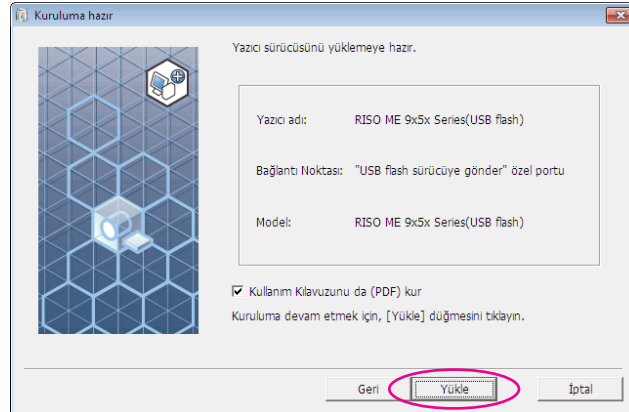 Kuruluma hazır
Yazıcı sürücüsünü yüklemeye hazır.
Yazıcı adı: RISO ME 9x5x Series(USB flash)
Bağlantı Noktası: "USB flash sürücüye gönder" özel portu
Model: RISO ME 9x5x Series(USB flash)
Kullanım Kılavuzunu da (PDF) kur
Kuruluma devam etmek için, [Yükle] düğmesini tıklayın.
Geri Yükle İptal